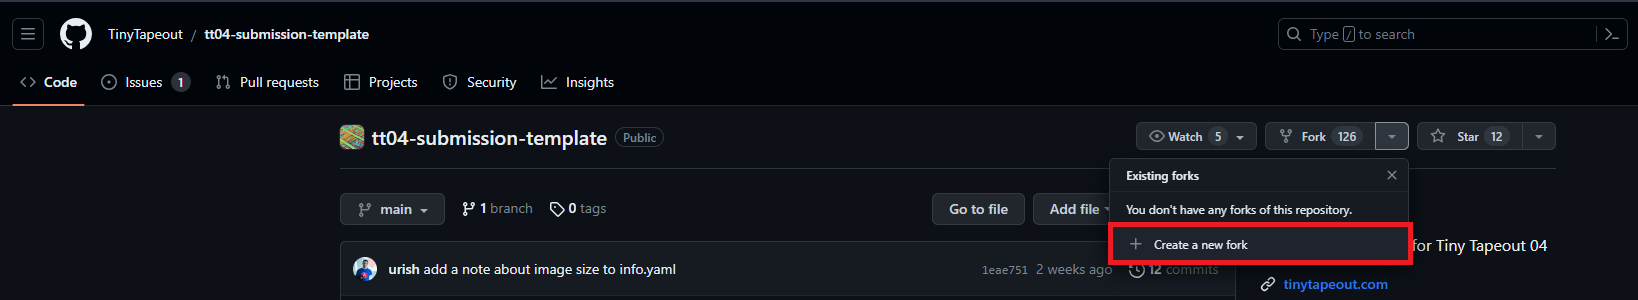 TinyTapeout / tt04-submission-template
Type / to search
Code Issues 1 Pull requests Projects Security Insights
tt04-submission-template Public
Watch 5 Fork 126 Star 12
Existing forks
You don't have any forks of this repository.
Create a new fork
main 1 branch 0 tags Go to file Add file
for Tiny Tapeout 04
urish add a note about image size to info.yaml 1eae751 2 weeks ago 12 commits
tinytapeout.com